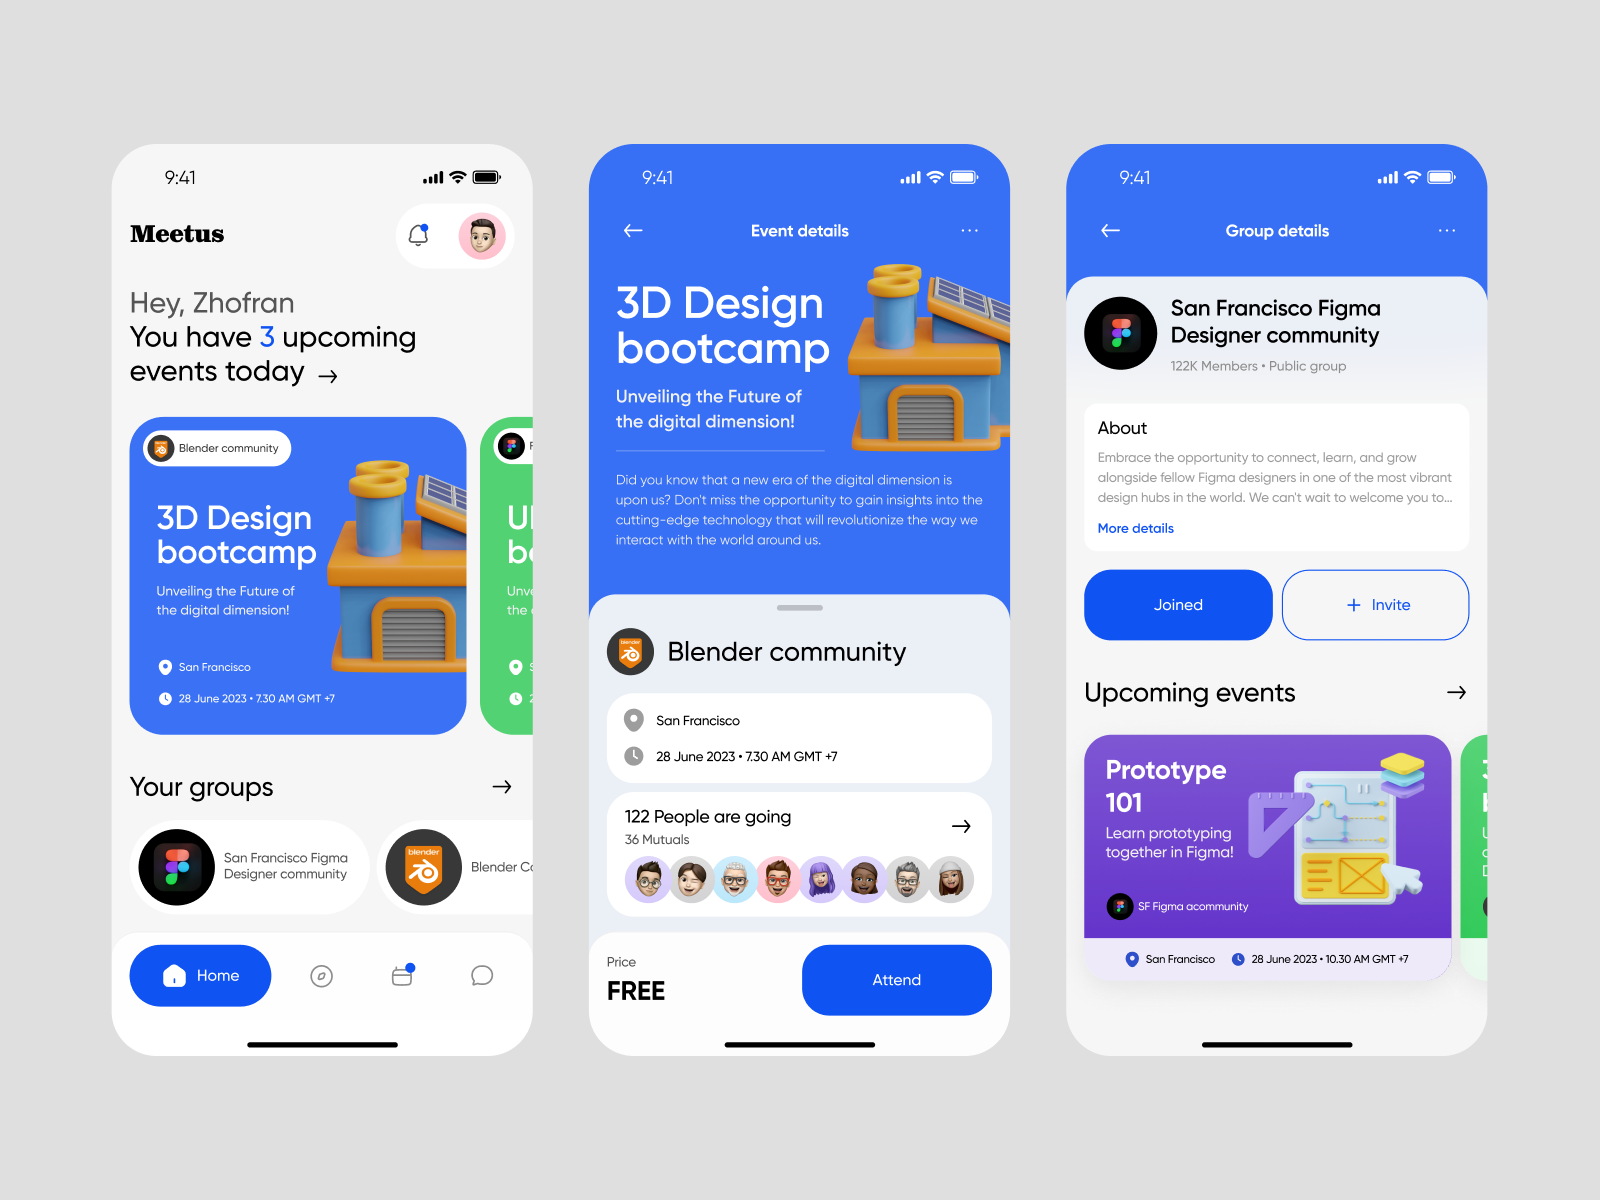 9:41
Meetus
Hey, Zhofran
You have 3 upcoming
events today
Blender community
3D Design
bootcamp
Unveiling the Future of
the digital dimension!
San Francisco
28 June 2023 • 7.30 AM GMT +7
Your groups
San Francisco Figma
Designer community
blender
Blender
Home
9:41
Event details
3D Design
bootcamp
Unveiling the Future of
the digital dimension!
Did you know that a new era of the digital dimension is
upon us? Don't miss the opportunity to gain insights into the
cutting-edge technology that will revolutionize the way we
interact with the world around us.
blender
Blender community
San Francisco
28 June 2023 • 7.30 AM GMT +7
122 People are going
36 Mutuals
Price
FREE
Attend
9:41
Group details
San Francisco Figma
Designer community
122K Members • Public group
About
Embrace the opportunity to connect, learn, and grow
alongside fellow Figma designers in one of the most vibrant
design hubs in the world. We can't wait to welcome you to...
More details
Joined
Invite
Upcoming events
Prototype
101
Learn prototyping
together in Figma!
SF Figma acommunity
San Francisco
28 June 2023 • 10.30 AM GMT +7